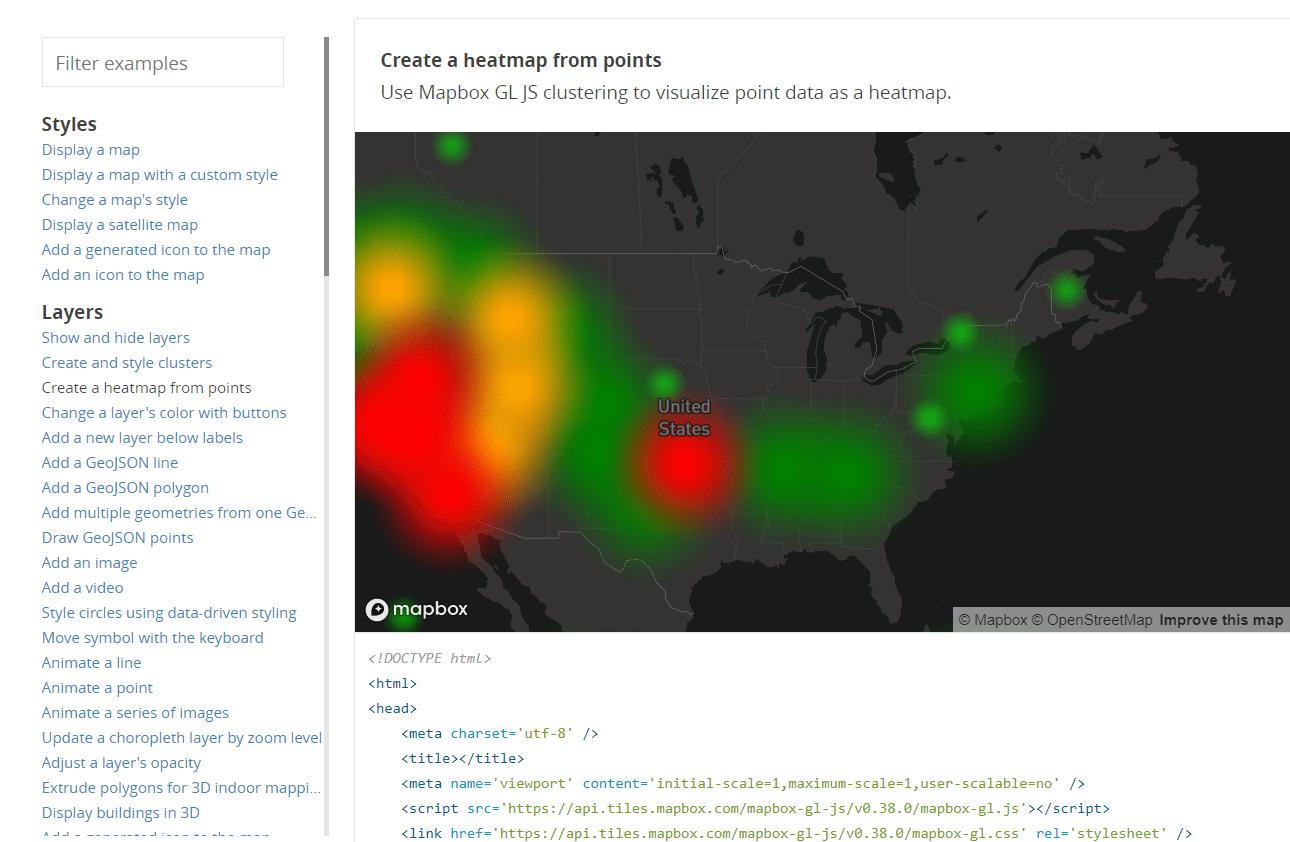 Filter examples
Styles
Display a map
Display a map with a custom style
Change a map's style
Display a satellite map
Add a generated icon to the map
Add an icon to the map
Layers
Show and hide layers
Create and style clusters
Create a heatmap from points
Change a layer's color with buttons
Add a new layer below labels
Add a GeoJSON line
Add a GeoJSON polygon
Add multiple geometries from one Ge...
Draw GeoJSON points
Add an image
Add a video
Style circles using data-driven styling
Move symbol with the keyboard
Animate a line
Animate a point
Animate a series of images
Update a choropleth layer by zoom level
Adjust a layer's opacity
Extrude polygons for 3D indoor mappi...
Display buildings in 3D
Add a generated icon to the map
Create a heatmap from points
Use Mapbox GL JS clustering to visualize point data as a heatmap.
United
States
mapbox
© Mapbox © OpenStreetMap Improve this map
<!DOCTYPE html>
<html>
<head>
<meta charset='utf-8' />
<title></title>
<meta name='viewport' content='initial-scale=1,maximum-scale=1,user-scalable=no' />
<script src='https://api.tiles.mapbox.com/mapbox-gl-js/v0.38.0/mapbox-gl.js'></script>
<link href='https://api.tiles.mapbox.com/mapbox-gl-js/v0.38.0/mapbox-gl.css' rel='stylesheet' />